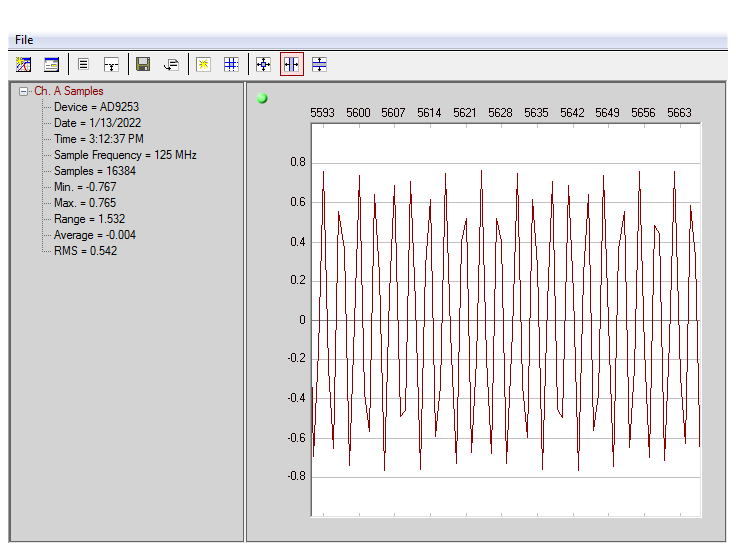 File
Ch. A Samples
Device = AD9253
Date = 1/13/2022
Time = 3:12:37 PM
Sample Frequency = 125 MHz
Samples = 16384
Min. = -0.767
Max. = 0.765
Range = 1.532
Average = -0.004
RMS = 0.542
5593 5600 5607 5614 5621 5628 5635 5642 5649 5656 5663
0.8
0.6
0.4
0.2
0
-0.2
-0.4
-0.6
-0.8